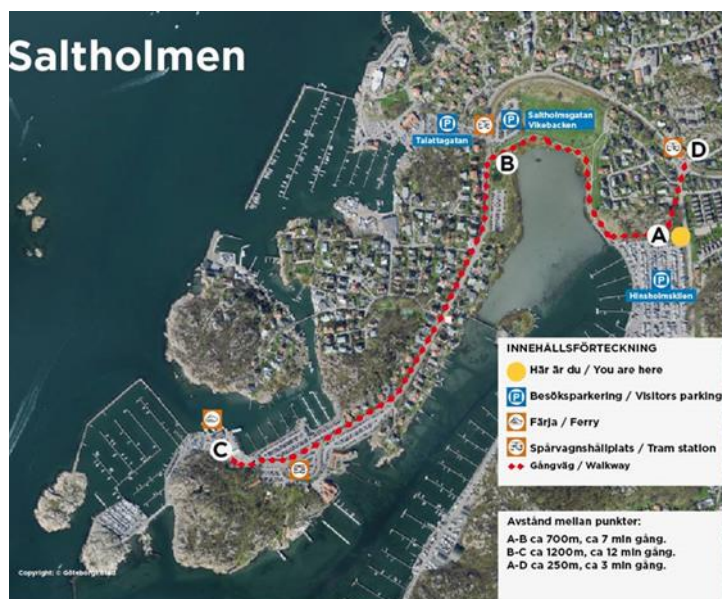 Saltholmen
P
Saltholmsgatan
Vikebacken
P
Talattagatan
B
D
A
P
Hinsholmskilen
C
INNEHÅLLSFÖRTECKNING
Här är du / You are here
P
Besöksparkering / Visitors parking
Färja / Ferry
Spårvagnshållplats / Tram station
Gångväg / Walkway
Avstånd mellan punkter:
A-B ca 700m, ca 7 min gång.
B-C ca 1200m, ca 12 min gång.
A-D ca 250m, ca 3 min gång.
Copyright: © Göteborgs Stad